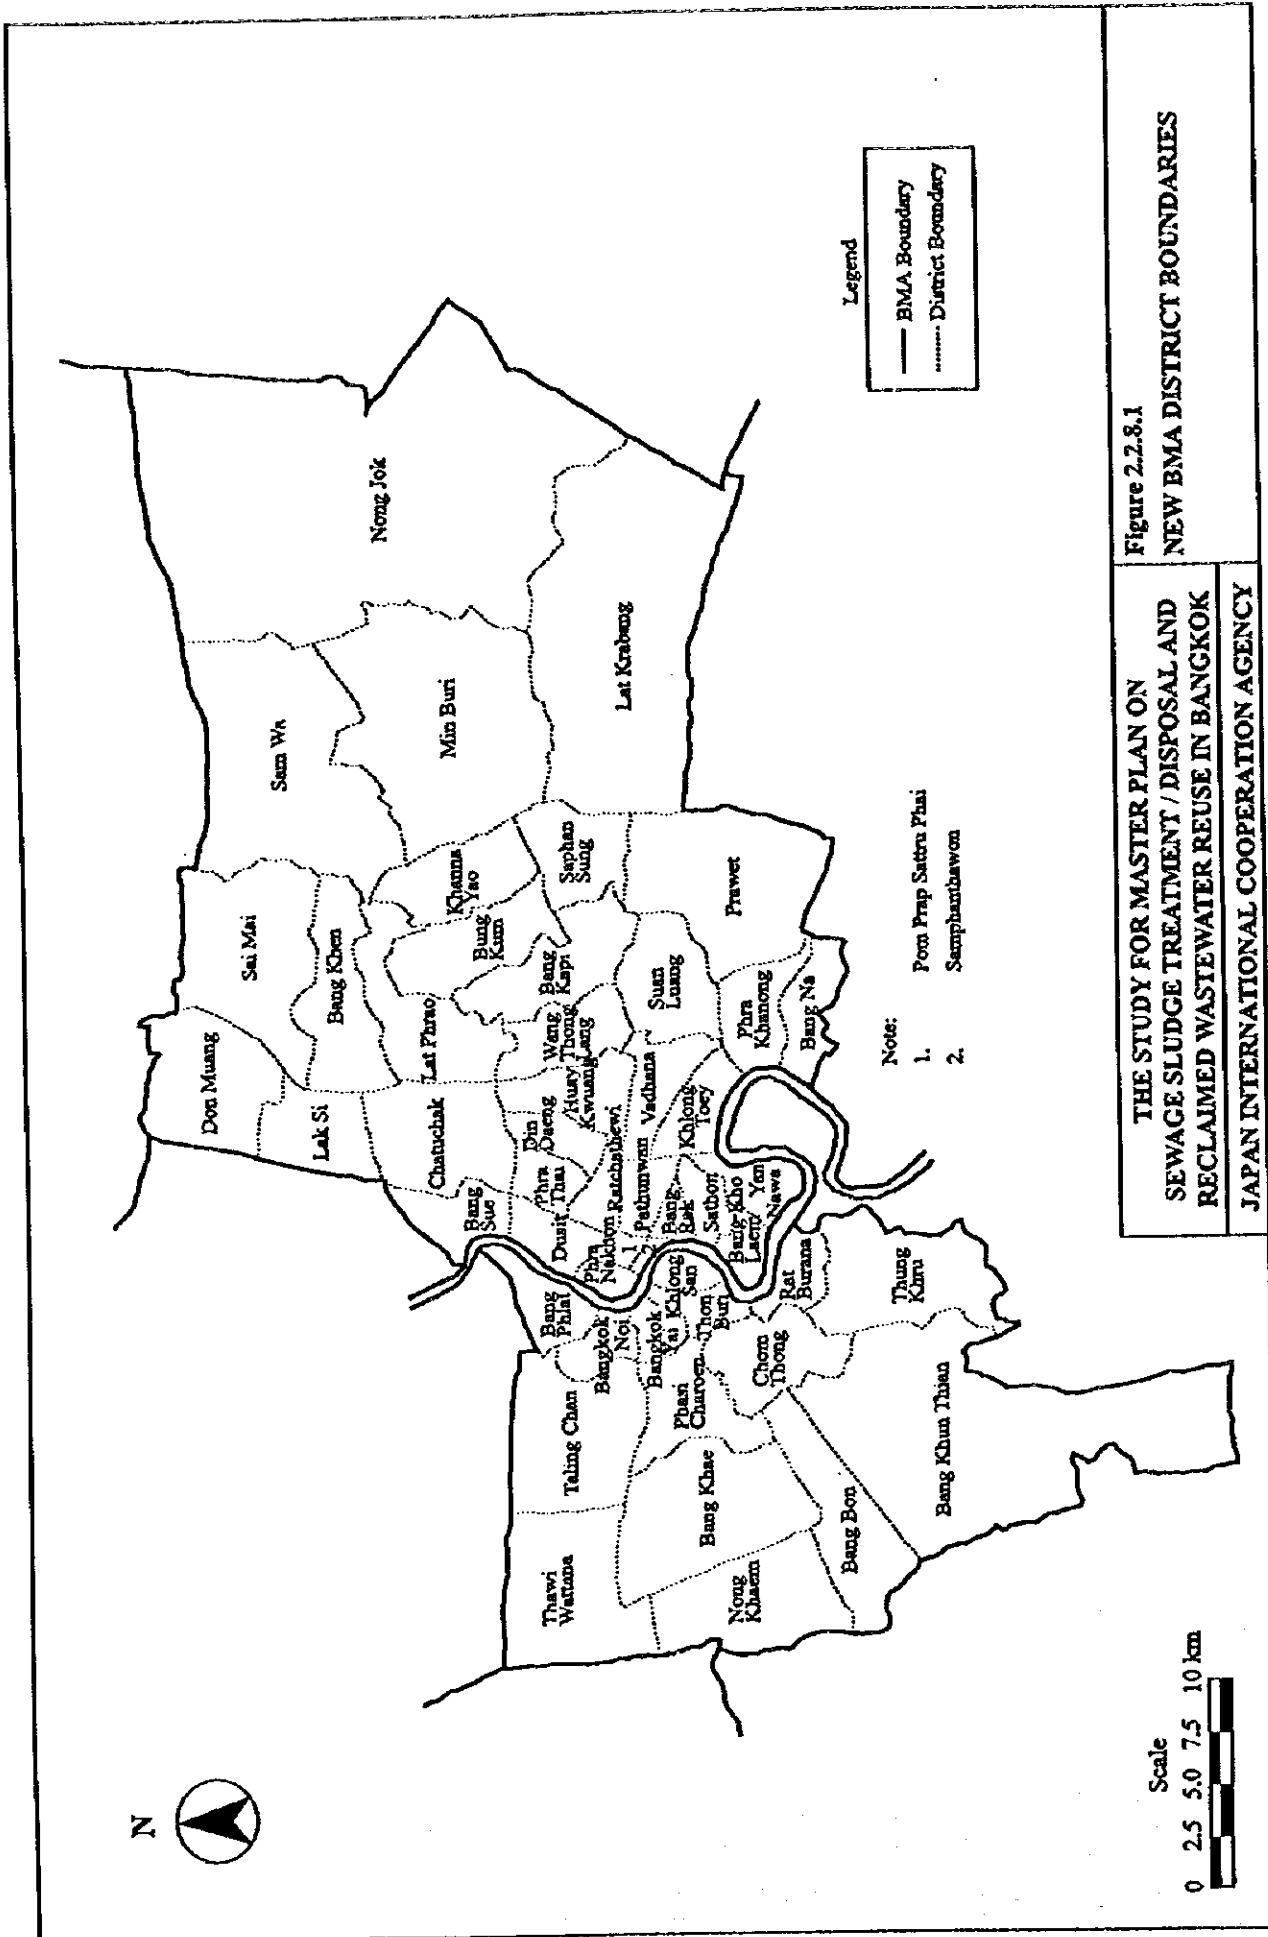 N
Don Muang
Sai Mai
Sam Wa
Nong Jok
Lak Si
Bang Khen
Min Buri
Chatuchak
Lat Phrao
Khanna
Yao
Bung
Kum
Bang
Sue
Bang
Kapi
Wang
Thong
Lang
Saphan
Sung
Lat Krabang
Din
Daeng
Huay
Kwuang
Phra
Thai
Dusit
Ratchathewi
Vadhana
Suan
Luang
Prawet
Thawi
Wattana
Taling Chan
Bang
Phlat
Bangkok
Noi
Phra
Nakhon
1
2
Pathunwan
Bang
Rak
Khlong
Toey
Phra
Khanong
Bang Na
Bangkok
Yai
Khlong
San
Sathon
Bang Kho
Laem
Yan
Nawa
Thon
Buri
Phasi
Charoen
Bang Khae
Nong
Khaem
Chom
Thong
Rat
Burana
Thung
Khru
Bang Bon
Bang Khun Thian
Legend
BMA Boundary
District Boundary
Note:
1. Pom Prap Sattru Phai
2. Samphanthawon
Scale
0 2.5 5.0 7.5 10 km
THE STUDY FOR MASTER PLAN ON
SEWAGE SLUDGE TREATMENT / DISPOSAL AND
RECLAIMED WASTEWATER REUSE IN BANGKOK
JAPAN INTERNATIONAL COOPERATION AGENCY
Figure 2.2.8.1
NEW BMA DISTRICT BOUNDARIES